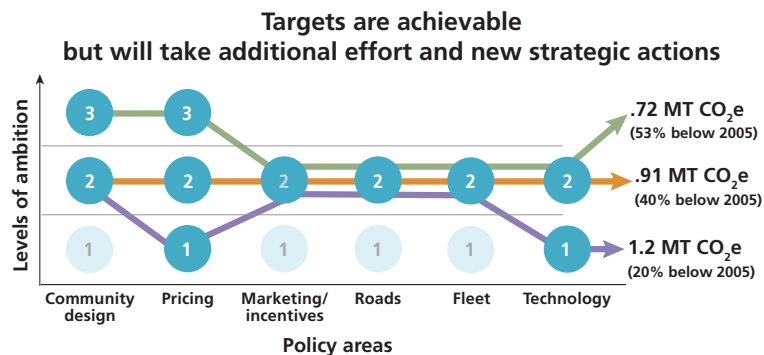 Targets are achievable
but will take additional effort and new strategic actions
Levels of ambition
3 3
.72 MT CO₂e
(53% below 2005)
2 2 2 2 2 2
.91 MT CO₂e
(40% below 2005)
1 1 1 1 1 1
1.2 MT CO₂e
(20% below 2005)
Community design
Pricing
Marketing/
incentives
Roads
Fleet
Technology
Policy areas